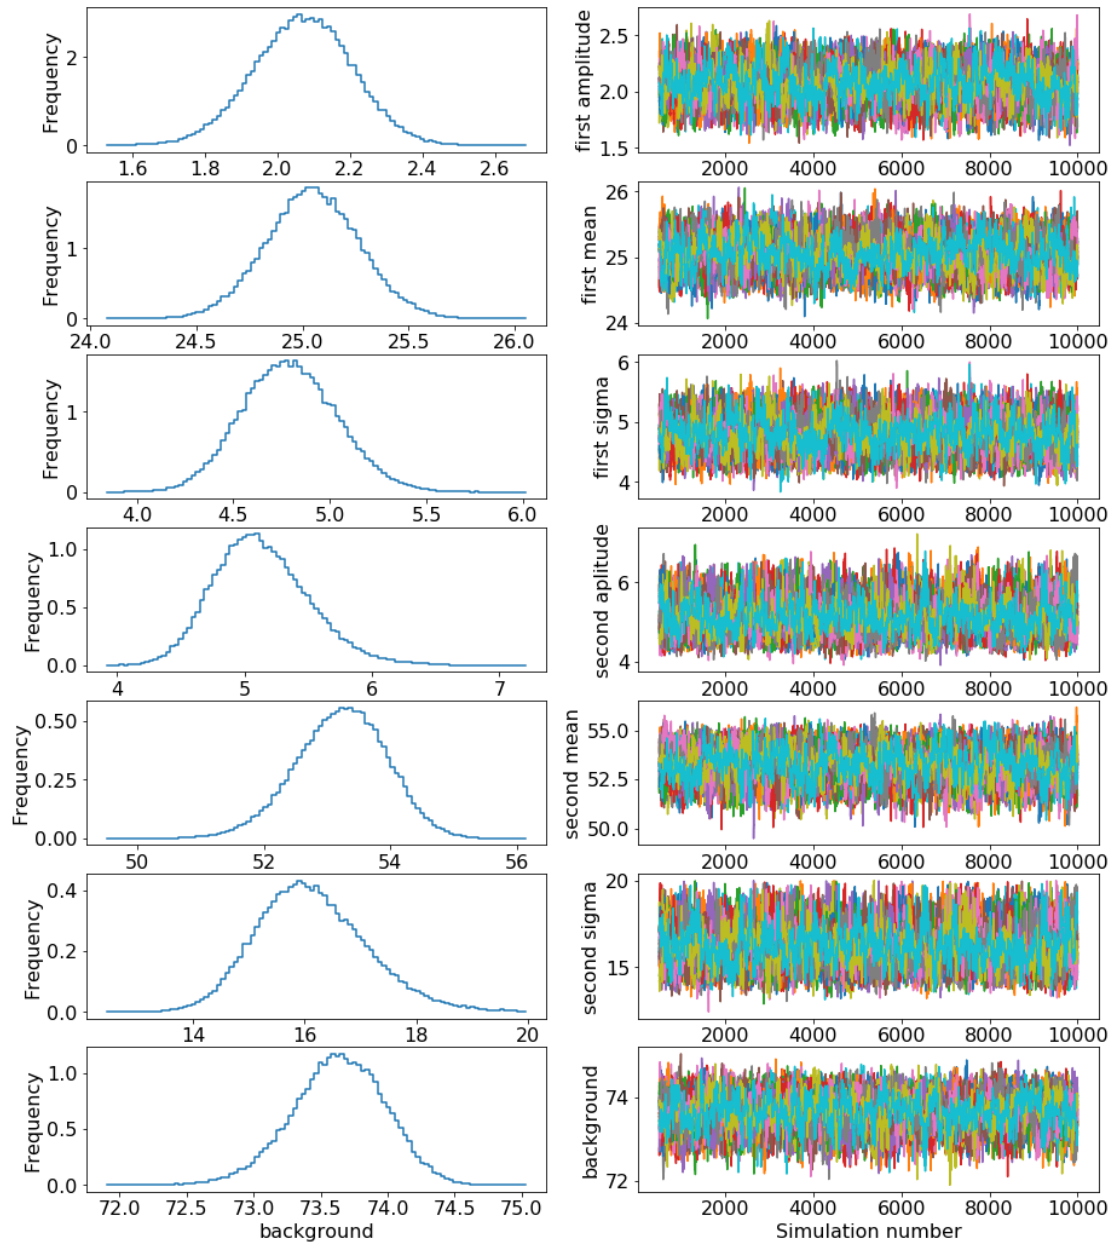 Frequency
2
0
1.6 1.8 2.0 2.2 2.4 2.6
first amplitude
2.5
2.0
1.5
2000 4000 6000 8000 10000
Frequency
1
0
24.0 24.5 25.0 25.5 26.0
first mean
26
25
24
2000 4000 6000 8000 10000
Frequency
1
0
4.0 4.5 5.0 5.5 6.0
first sigma
6
5
4
2000 4000 6000 8000 10000
Frequency
1.0
0.5
0.0
4 5 6 7
second aplitude
6
4
2000 4000 6000 8000 10000
Frequency
0.50
0.25
0.00
50 52 54 56
second mean
55.0
52.5
50.0
2000 4000 6000 8000 10000
Frequency
0.4
0.2
0.0
14 16 18 20
second sigma
20
15
2000 4000 6000 8000 10000
Frequency
1.0
0.5
0.0
72.0 72.5 73.0 73.5 74.0 74.5 75.0
background
background
74
72
2000 4000 6000 8000 10000
Simulation number